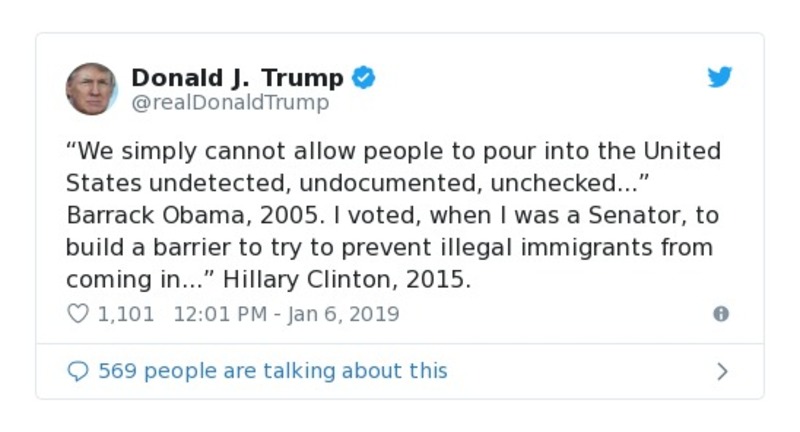 Donald J. Trump
@realDonaldTrump
“We simply cannot allow people to pour into the United
States undetected, undocumented, unchecked...”
Barrack Obama, 2005. I voted, when I was a Senator, to
build a barrier to try to prevent illegal immigrants from
coming in...” Hillary Clinton, 2015.
1,101 12:01 PM - Jan 6, 2019
569 people are talking about this